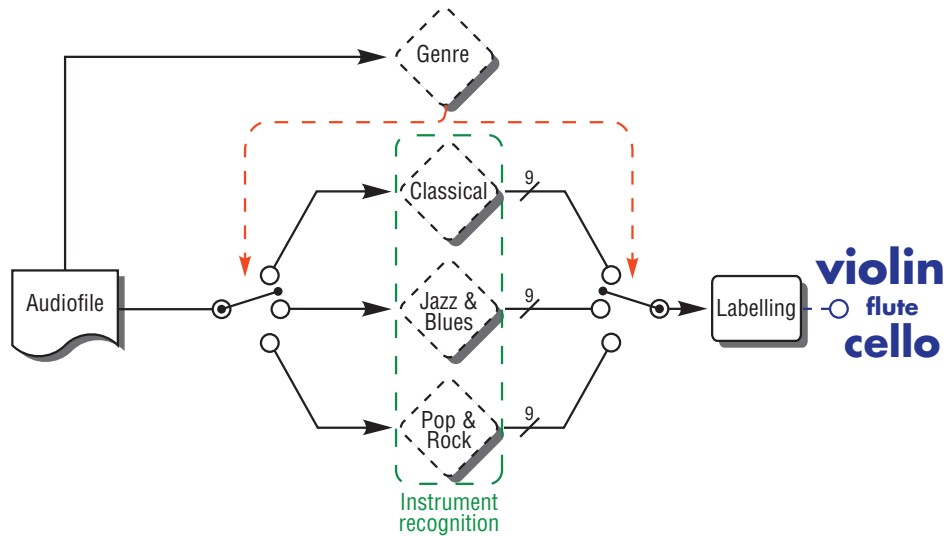 Genre
Classical
9
Audiofile
Jazz &
Blues
9
Labelling
violin
flute
cello
Pop &
Rock
9
Instrument
recognition